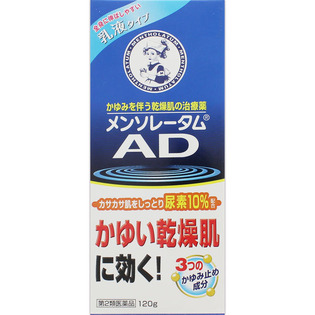 全身に伸ばしやすい
乳液タイプ
MENTHOLATUM
かゆみを伴う乾燥肌の治療薬
メンソレータム®
AD
カサカサ肌をしっとり 尿素10%配合
かゆい乾燥肌
に効く!
3つの
かゆみ止め
成分
第2類医薬品
120g